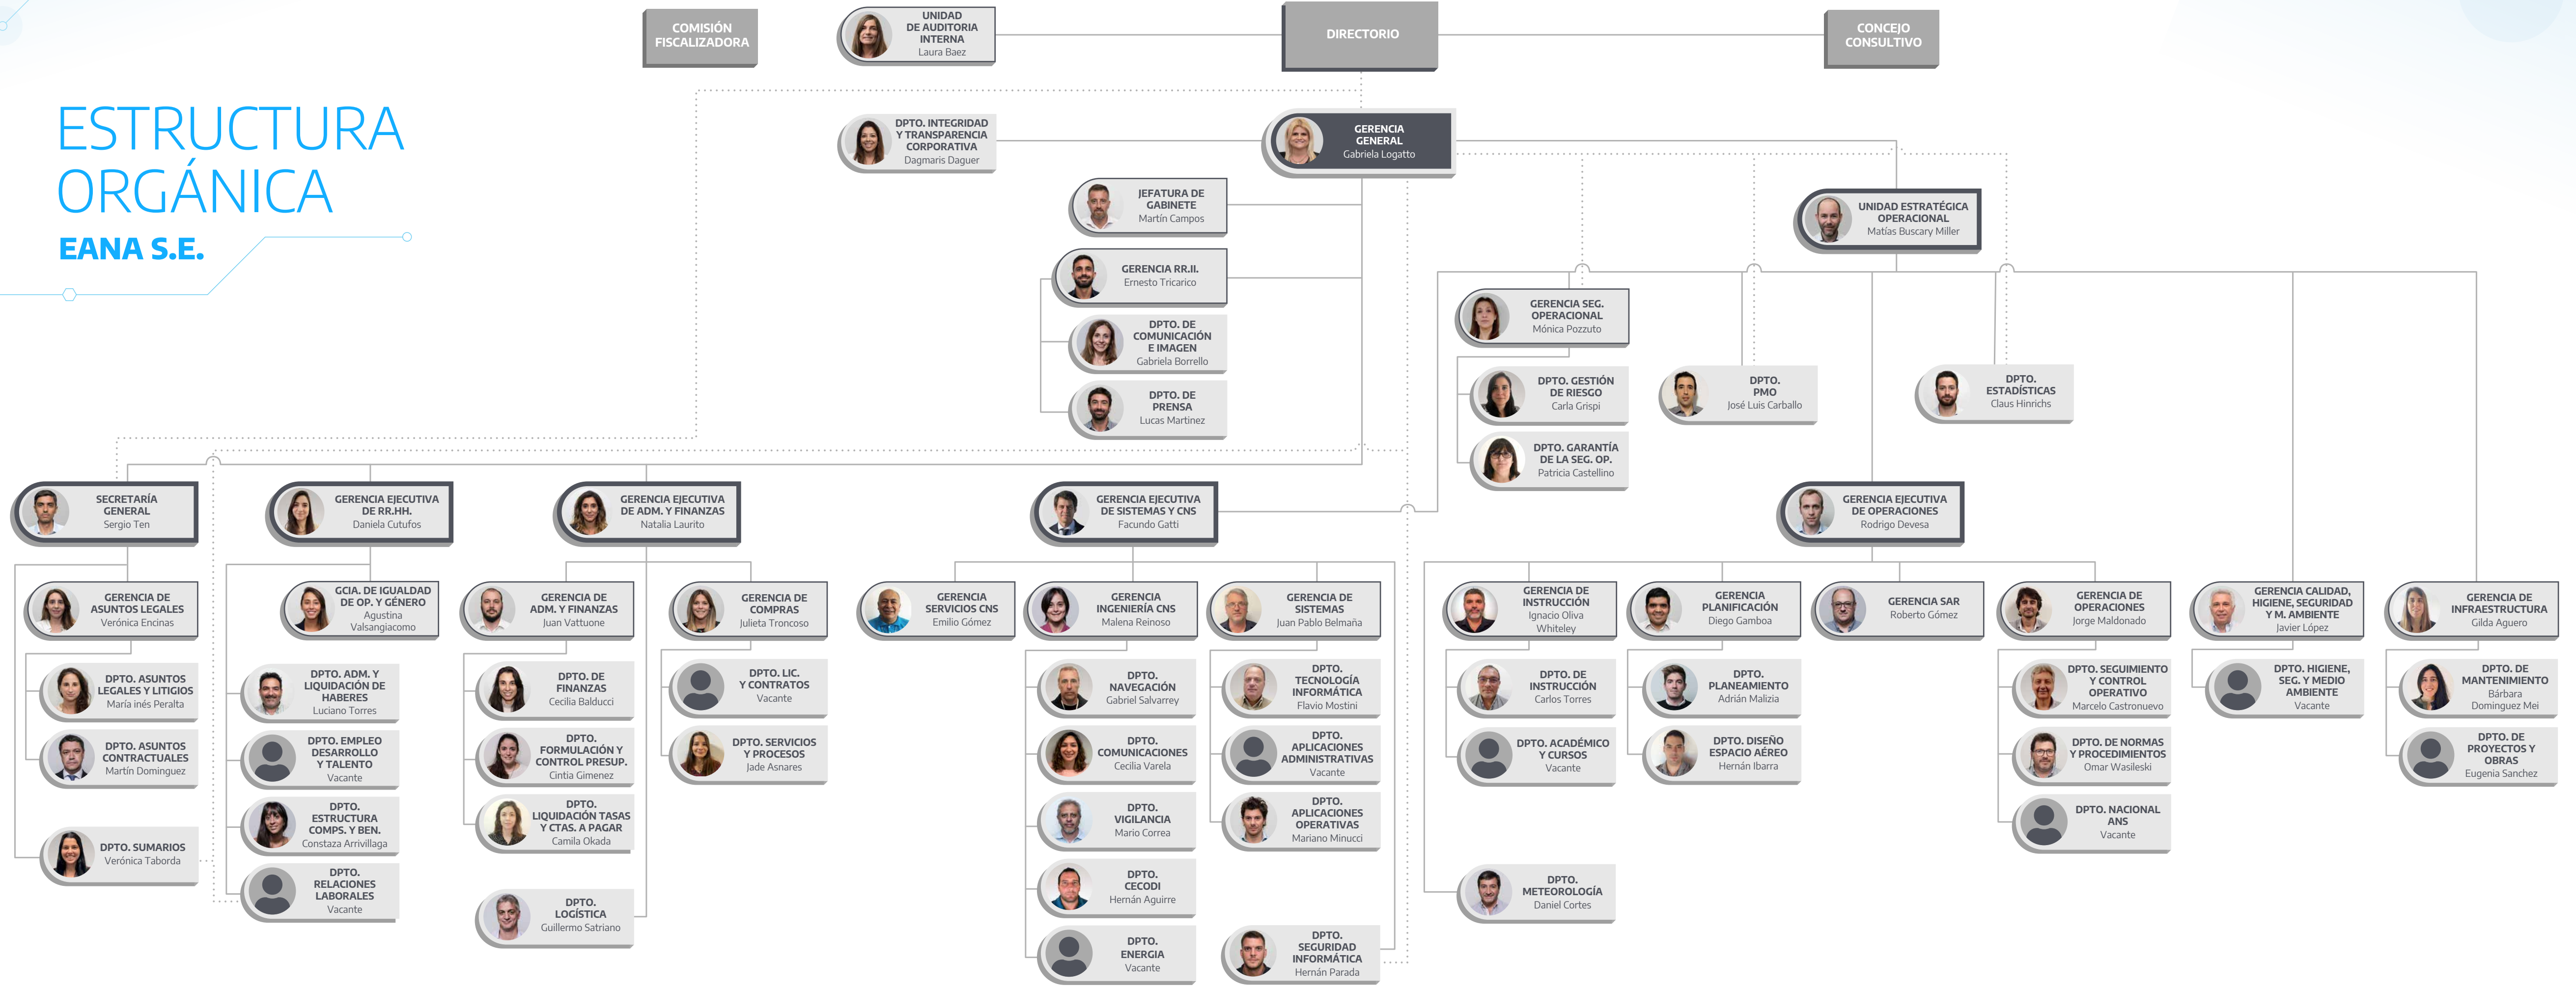 COMISIÓN
FISCALIZADORA
UNIDAD
DE AUDITORIA
INTERNA
Laura Baez
DIRECTORIO
CONCEJO
CONSULTIVO
ESTRUCTURA
ORGÁNICA
EANA S.E.
DPTO. INTEGRIDAD
Y TRANSPARENCIA
CORPORATIVA
Dagmaris Daguer
GERENCIA
GENERAL
Gabriela Logatto
JEFATURA DE
GABINETE
Martín Campos
UNIDAD ESTRATÉGICA
OPERACIONAL
Matías Buscary Miller
GERENCIA RR.II.
Ernesto Tricarico
DPTO. DE
COMUNICACIÓN
E IMAGEN
Gabriela Borrello
DPTO. DE
PRENSA
Lucas Martinez
GERENCIA SEG.
OPERACIONAL
Mónica Pozzuto
DPTO. GESTIÓN
DE RIESGO
Carla Grispi
DPTO. GARANTÍA
DE LA SEG. OP.
Patricia Castellino
DPTO.
PMO
José Luis Carballo
DPTO.
ESTADÍSTICAS
Claus Hinrichs
SECRETARÍA
GENERAL
Sergio Ten
GERENCIA EJECUTIVA
DE RR.HH.
Daniela Cutufos
GERENCIA EJECUTIVA
DE ADM. Y FINANZAS
Natalia Laurito
GERENCIA EJECUTIVA
DE SISTEMAS Y CNS
Facundo Gatti
GERENCIA EJECUTIVA
DE OPERACIONES
Rodrigo Devesa
GERENCIA DE
ASUNTOS LEGALES
Verónica Encinas
DPTO. ASUNTOS
LEGALES Y LITIGIOS
María inés Peralta
DPTO. ASUNTOS
CONTRACTUALES
Martín Dominguez
DPTO. SUMARIOS
Verónica Taborda
GCIA. DE IGUALDAD
DE OP. Y GÉNERO
Agustina
Valsangiacomo
DPTO. ADM. Y
LIQUIDACIÓN DE
HABERES
Luciano Torres
DPTO. EMPLEO
DESARROLLO
Y TALENTO
Vacante
DPTO.
ESTRUCTURA
COMPS. Y BEN.
Constaza Arrivillaga
DPTO.
RELACIONES
LABORALES
Vacante
GERENCIA DE
ADM. Y FINANZAS
Juan Vattuone
DPTO. DE
FINANZAS
Cecilia Balducci
DPTO.
FORMULACIÓN Y
CONTROL PRESUP.
Cintia Gimenez
DPTO.
LIQUIDACIÓN TASAS
Y CTAS. A PAGAR
Camila Okada
DPTO.
LOGÍSTICA
Guillermo Satriano
GERENCIA DE
COMPRAS
Julieta Troncoso
DPTO. LIC.
Y CONTRATOS
Vacante
DPTO. SERVICIOS
Y PROCESOS
Jade Asnares
GERENCIA
SERVICIOS CNS
Emilio Gómez
GERENCIA
INGENIERÍA CNS
Malena Reinoso
DPTO.
NAVEGACIÓN
Gabriel Salvarrey
DPTO.
COMUNICACIONES
Cecilia Varela
DPTO.
VIGILANCIA
Mario Correa
DPTO.
CECODI
Hernán Aguirre
DPTO.
ENERGIA
Vacante
GERENCIA DE
SISTEMAS
Juan Pablo Belmaña
DPTO.
TECNOLOGÍA
INFORMÁTICA
Flavio Mostini
DPTO.
APLICACIONES
ADMINISTRATIVAS
Vacante
DPTO.
APLICACIONES
OPERATIVAS
Mariano Minucci
DPTO.
SEGURIDAD
INFORMÁTICA
Hernán Parada
GERENCIA DE
INSTRUCCIÓN
Ignacio Oliva
Whiteley
DPTO. DE
INSTRUCCIÓN
Carlos Torres
DPTO. ACADÉMICO
Y CURSOS
Vacante
DPTO.
METEOROLOGÍA
Daniel Cortes
GERENCIA
PLANIFICACIÓN
Diego Gamboa
DPTO.
PLANEAMIENTO
Adrián Malizia
DPTO. DISEÑO
ESPACIO AÉREO
Hernán Ibarra
GERENCIA SAR
Roberto Gómez
GERENCIA DE
OPERACIONES
Jorge Maldonado
DPTO. SEGUIMIENTO
Y CONTROL
OPERATIVO
Marcelo Castronuevo
DPTO. DE NORMAS
Y PROCEDIMIENTOS
Omar Wasileski
DPTO. NACIONAL
ANS
Vacante
GERENCIA CALIDAD,
HIGIENE, SEGURIDAD
Y M. AMBIENTE
Javier López
DPTO. HIGIENE,
SEG. Y MEDIO
AMBIENTE
Vacante
GERENCIA DE
INFRAESTRUCTURA
Gilda Aguero
DPTO. DE
MANTENIMIENTO
Bárbara
Dominguez Mei
DPTO. DE
PROYECTOS Y
OBRAS
Eugenia Sanchez